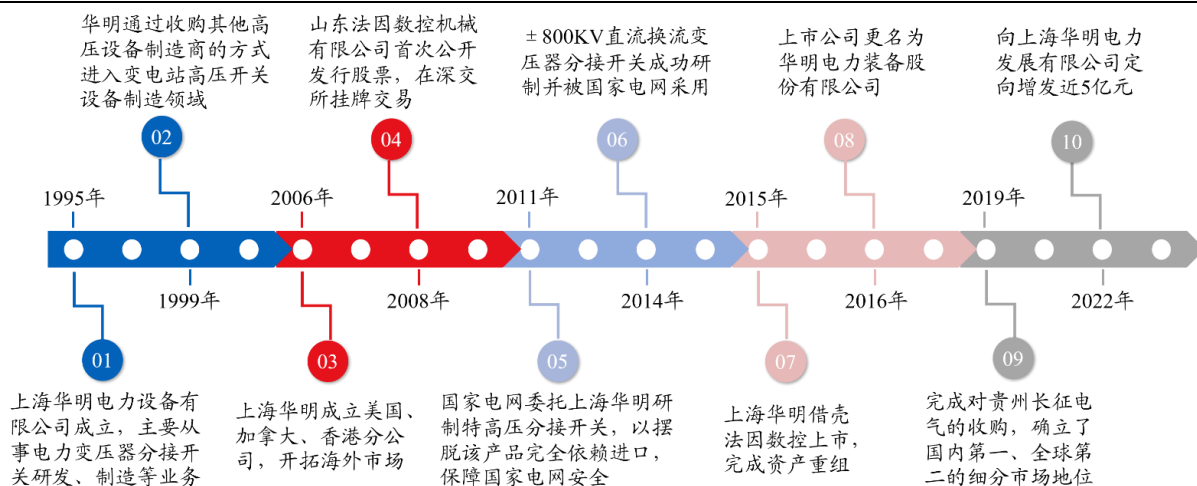 华明通过收购其他高
压设备制造商的方式
进入变电站高压开关
设备制造领域
山东法因数控机械
有限公司首次公开
发行股票，在深交
所挂牌交易
±800KV直流换流变
压器分接开关成功研
制并被国家电网采用
上市公司更名为
华明电力装备股
份有限公司
向上海华明电力
发展有限公司定
向增发近5亿元
02
04
06
08
10
1995年
2006年
2011年
2015年
2019年
1999年
2008年
2014年
2016年
2022年
01
03
05
07
09
上海华明电力设备有
限公司成立，主要从
事电力变压器分接开
关研发、制造等业务
上海华明成立美国、
加拿大、香港分公
司，开拓海外市场
国家电网委托上海华明研
制特高压分接开关，以摆
脱该产品完全依赖进口，
保障国家电网安全
上海华明借壳
法因数控上市，
完成资产重组
完成对贵州长征电
气的收购，确立了
国内第一、全球第
二的细分市场地位